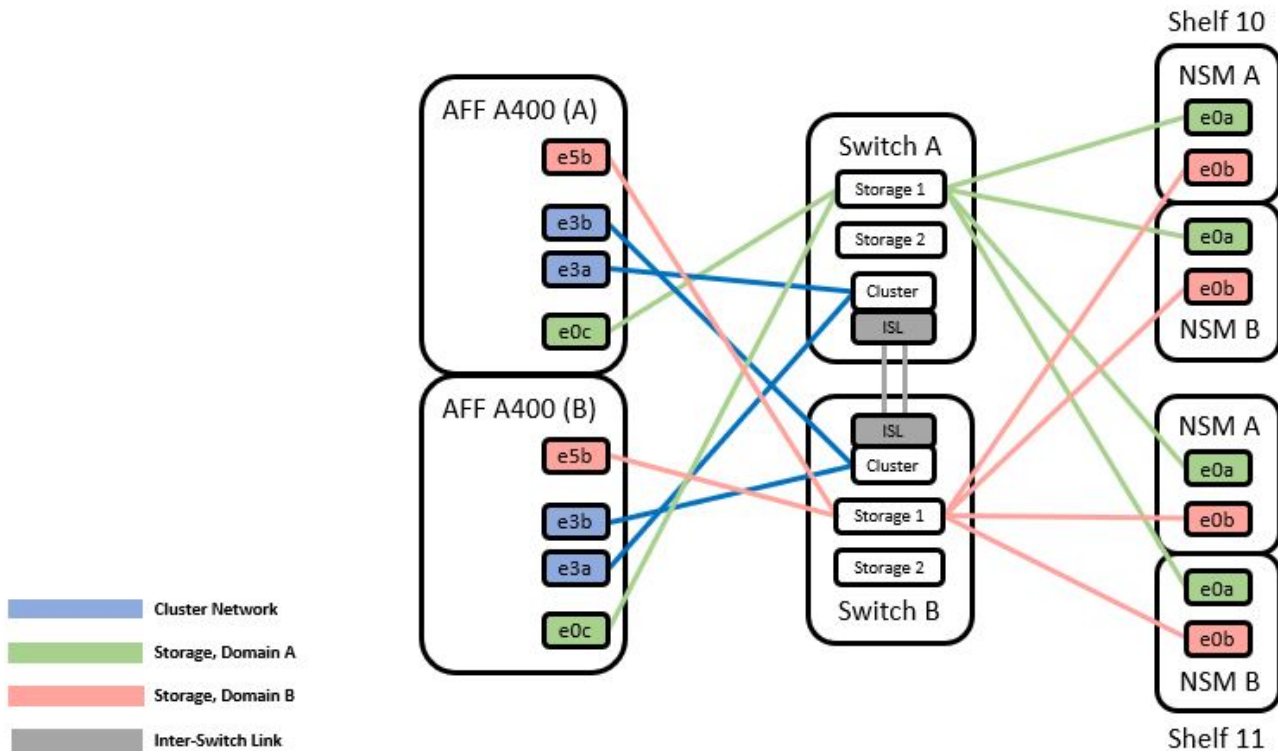 AFF A400 (A)
e5b
e3b
e3a
e0c
AFF A400 (B)
e5b
e3b
e3a
e0c
Switch A
Storage 1
Storage 2
Cluster
ISL
ISL
Cluster
Storage 1
Storage 2
Switch B
Shelf 10
NSM A
e0a
e0b
e0a
e0b
NSM B
NSM A
e0a
e0b
e0a
e0b
NSM B
Shelf 11
Cluster Network
Storage, Domain A
Storage, Domain B
Inter-Switch Link